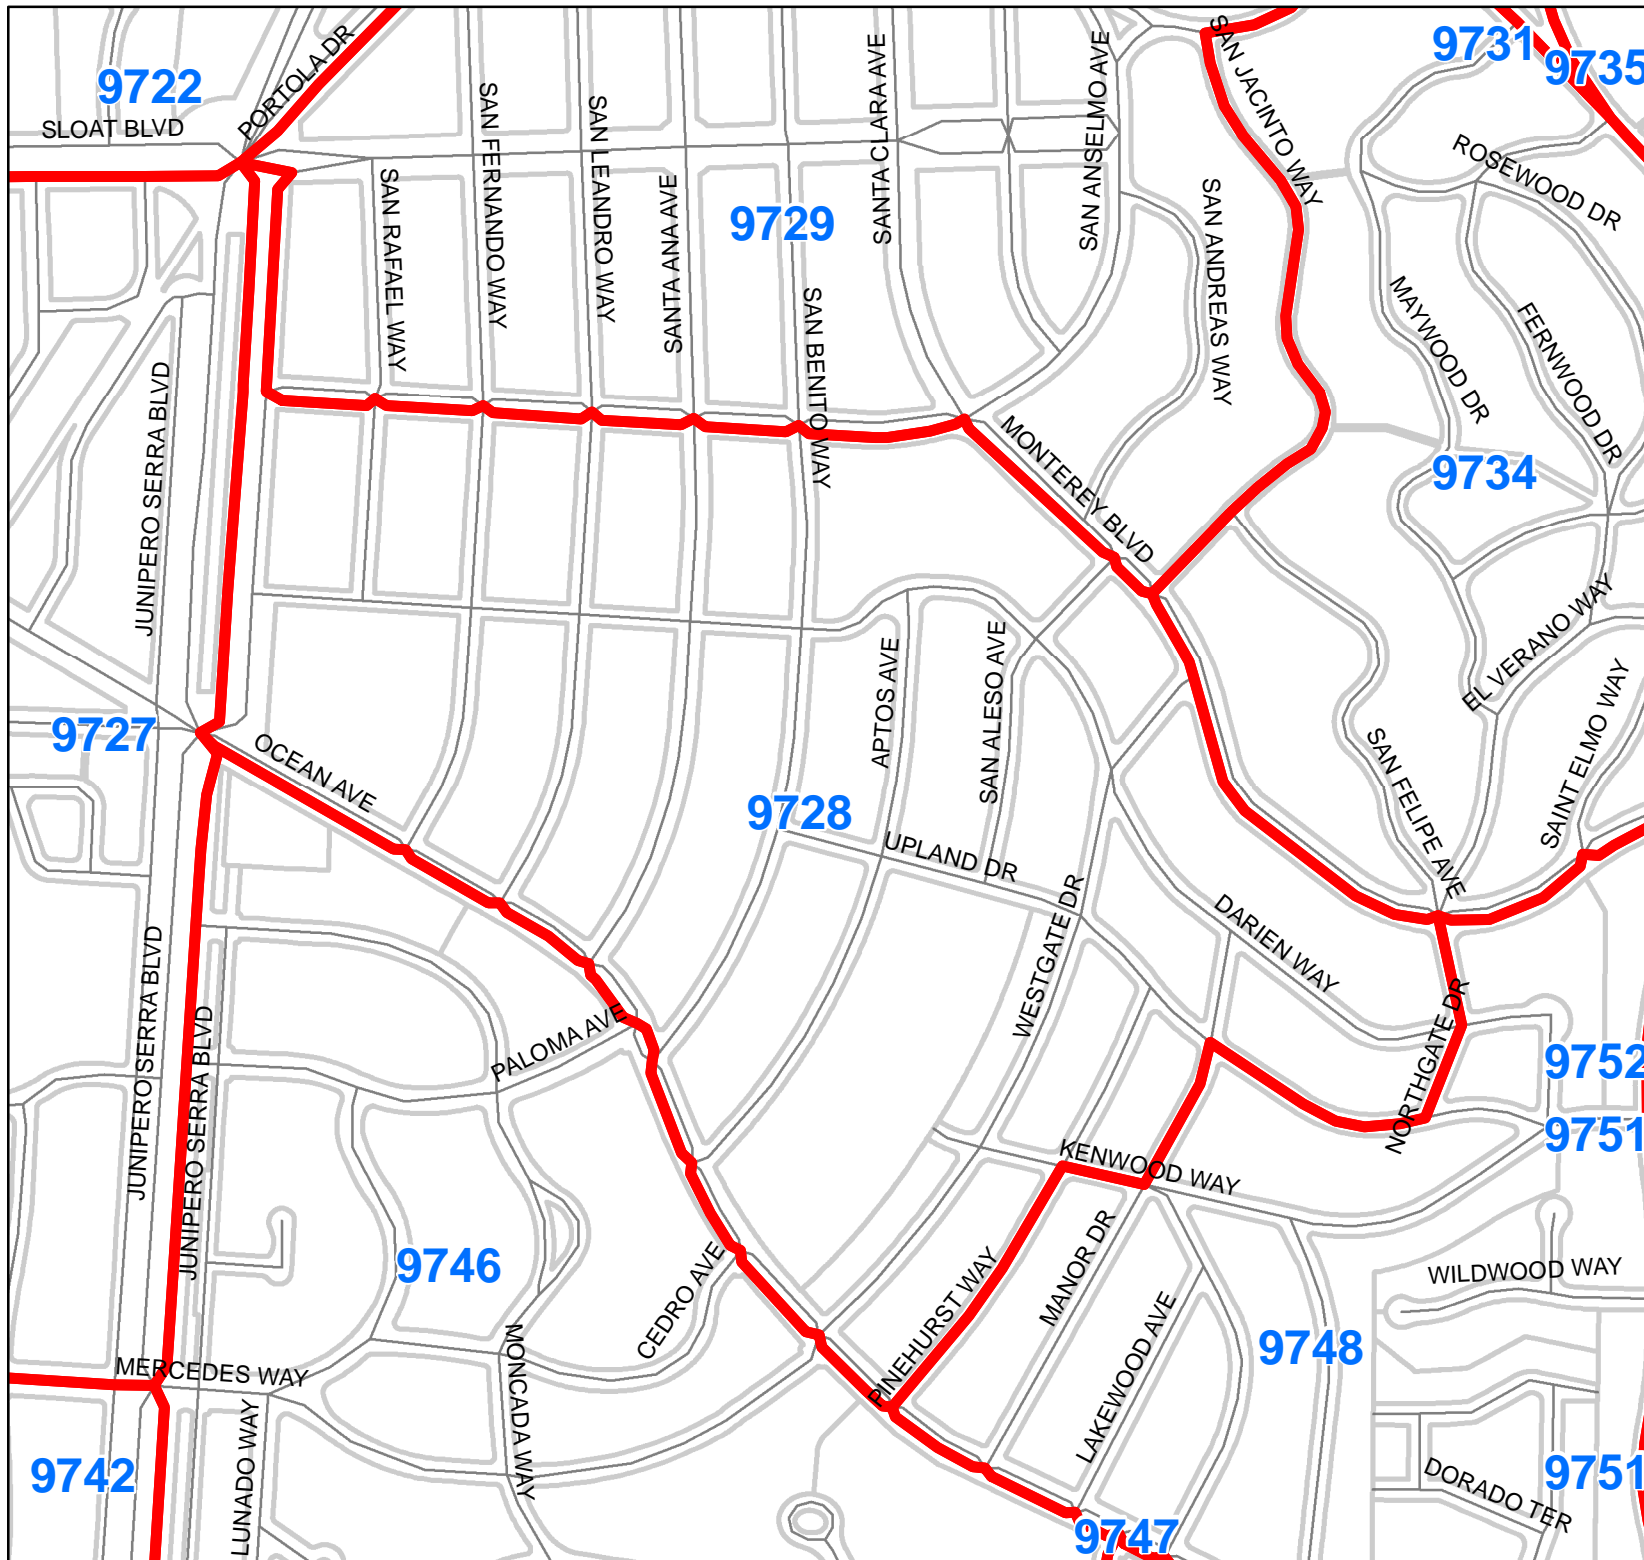 9722
PORTOLA DR
SLOAT BLVD
SAN RAFAEL WAY
SAN FERNANDO WAY
SAN LEANDRO WAY
SANTA ANA AVE
9729
SAN BENITO WAY
SANTA CLARA AVE
SAN ANSELMO AVE
SAN ANDREAS WAY
SAN JACINTO WAY
9731
9735
ROSEWOOD DR
MAYWOOD DR
FERNWOOD DR
9734
MONTEREY BLVD
JUNIPERO SERRA BLVD
EL VERANO WAY
SAINT ELMO WAY
SAN FELIPE AVE
9727
OCEAN AVE
APTOS AVE
SAN ALESO AVE
9728
UPLAND DR
WESTGATE DR
DARIEN WAY
NORTHGATE DR
JUNIPERO SERRA BLVD
JUNIPERO SERRA BLVD
PALOMA AVE
9752
9751
KENWOOD WAY
9746
CEDRO AVE
PINEHURST WAY
MANOR DR
LAKEWOOD AVE
9748
WILDWOOD WAY
MERCEDES WAY
MONCADA WAY
LUNADO WAY
9742
9747
9751
DORADO TER